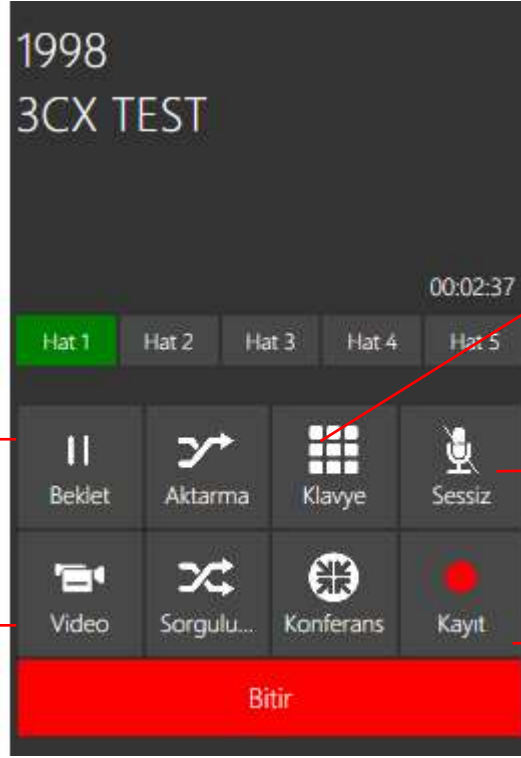 1998
3CX TEST
00:02:37
Hat 1 Hat 2 Hat 3 Hat 4 Hat 5
Beklet Aktarma Klavye Sessiz
Video Sorgulu... Konferans Kayıt
Bitir